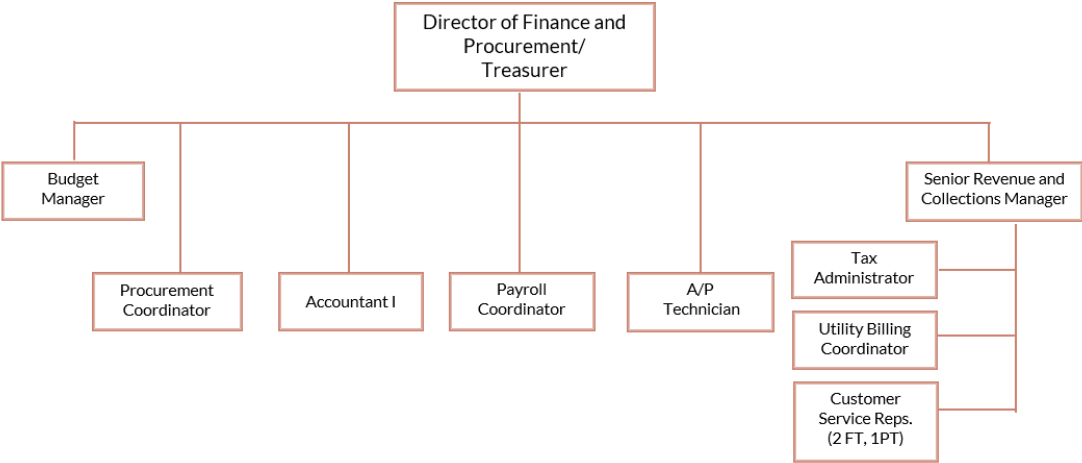 Director of Finance and
Procurement/
Treasurer
Budget
Manager
Senior Revenue and
Collections Manager
Procurement
Coordinator
Accountant I
Payroll
Coordinator
A/P
Technician
Tax
Administrator
Utility Billing
Coordinator
Customer
Service Reps.
(2 FT, 1PT)